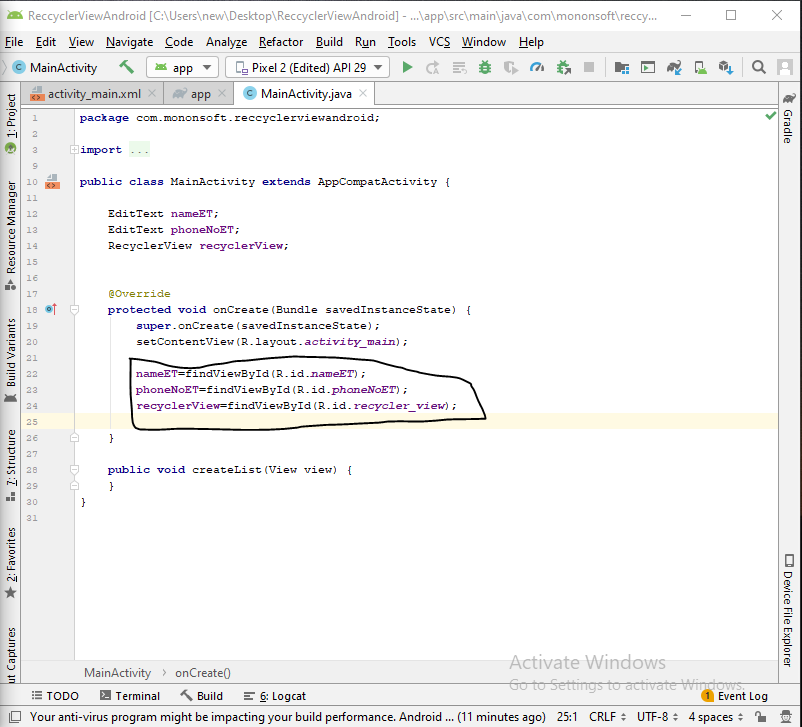 ReccyclerViewAndroid [C:\Users\new\Desktop\ReccyclerViewAndroid] - ...\app\src\main\java\com\mononsoft\reccy...
File Edit View Navigate Code Analyze Refactor Build Run Tools VCS Window Help
MainActivity app Pixel 2 (Edited) API 29
activity_main.xml app MainActivity.java
1 package com.mononsoft.reccyclerviewandroid;
2
3 import ...
9
10 public class MainActivity extends AppCompatActivity {
11
12 EditText nameET;
13 EditText phoneNoET;
14 RecyclerView recyclerView;
15
16
17 @Override
18 protected void onCreate(Bundle savedInstanceState) {
19 super.onCreate(savedInstanceState);
20 setContentView(R.layout.activity_main);
21
22 nameET=findViewById(R.id.nameET);
23 phoneNoET=findViewById(R.id.phoneNoET);
24 recyclerView=findViewById(R.id.recycler_view);
25
26 }
27
28 public void createList(View view) {
29 }
30 }
31
1: Project
Resource Manager
Build Variants
7: Structure
2: Favorites
ut Captures
Gradle
Device File Explorer
MainActivity onCreate()
Activate Windows
Go to Settings to activate Windows.
TODO Terminal Build 6: Logcat 1 Event Log
Your anti-virus program might be impacting your build performance. Android ... (11 minutes ago) 25:1 CRLF UTF-8 4 spaces